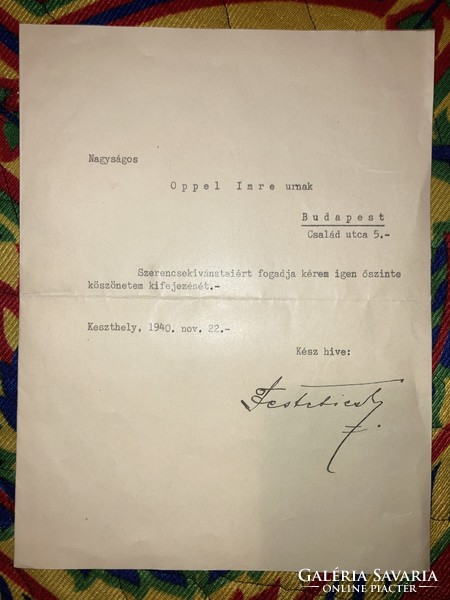 Nagyságos
Oppel Imre urnak
Budapest
Család utca 5.-
Szerencsekivánataiért fogadja kérem igen őszinte
köszönetem kifejezését.-
Keszthely, 1940. nov. 22.-
Kész hive:
Festetics
GALÉRIA SAVARIA
ONLINE PIACTÉR